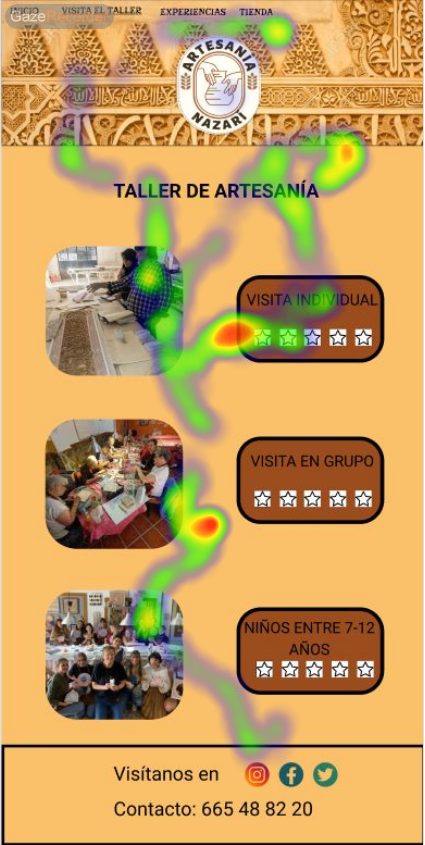 INICIO VISITA EL TALLER EXPERIENCIAS TIENDA
GazeRecorder
ARTESANÍA
NAZARÍ
TALLER DE ARTESANÍA
VISITA INDIVIDUAL
VISITA EN GRUPO
NIÑOS ENTRE 7-12
AÑOS
Visítanos en
Contacto: 665 48 82 20